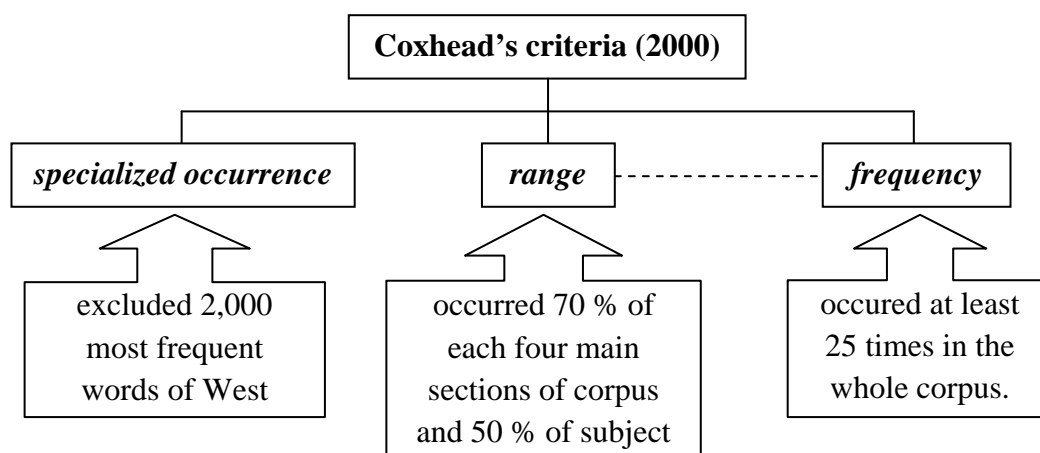 Coxhead's criteria (2000)
specialized occurrence
range
frequency
excluded 2,000
most frequent
words of West
occurred 70 % of
each four main
sections of corpus
and 50 % of subject
occured at least
25 times in the
whole corpus.